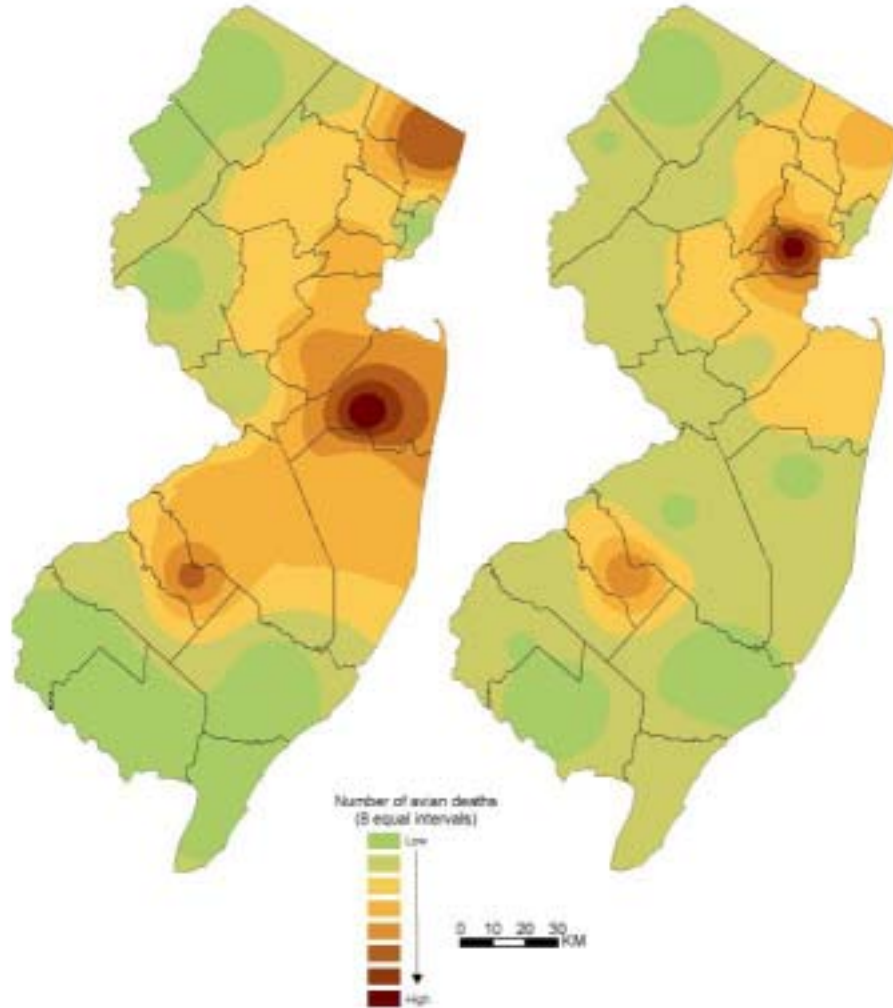 Number of avian deaths
(8 equal intervals)
Low
High
0 10 20 30
KM